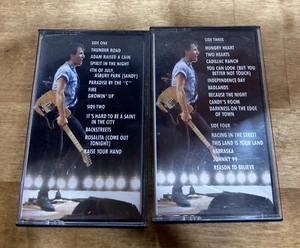 SIDE ONE
THUNDER ROAD
ADAM RAISED A CAIN
SPIRIT IN THE NIGHT
4TH OF JULY,
ASBURY PARK (SANDY)
PARADISE BY THE "C"
FIRE
GROWIN' UP
SIDE TWO
IT'S HARD TO BE A SAINT
IN THE CITY
BACKSTREETS
ROSALITA (COME OUT
TONIGHT)
RAISE YOUR HAND
SIDE THREE
HUNGRY HEART
TWO HEARTS
CADILLAC RANCH
YOU CAN LOOK (BUT YOU
BETTER NOT TOUCH)
INDEPENDENCE DAY
BADLANDS
BECAUSE THE NIGHT
CANDY'S ROOM
DARKNESS ON THE EDGE
OF TOWN
SIDE FOUR
RACING IN THE STREET
THIS LAND IS YOUR LAND
NEBRASKA
JOHNNY 99
REASON TO BELIEVE